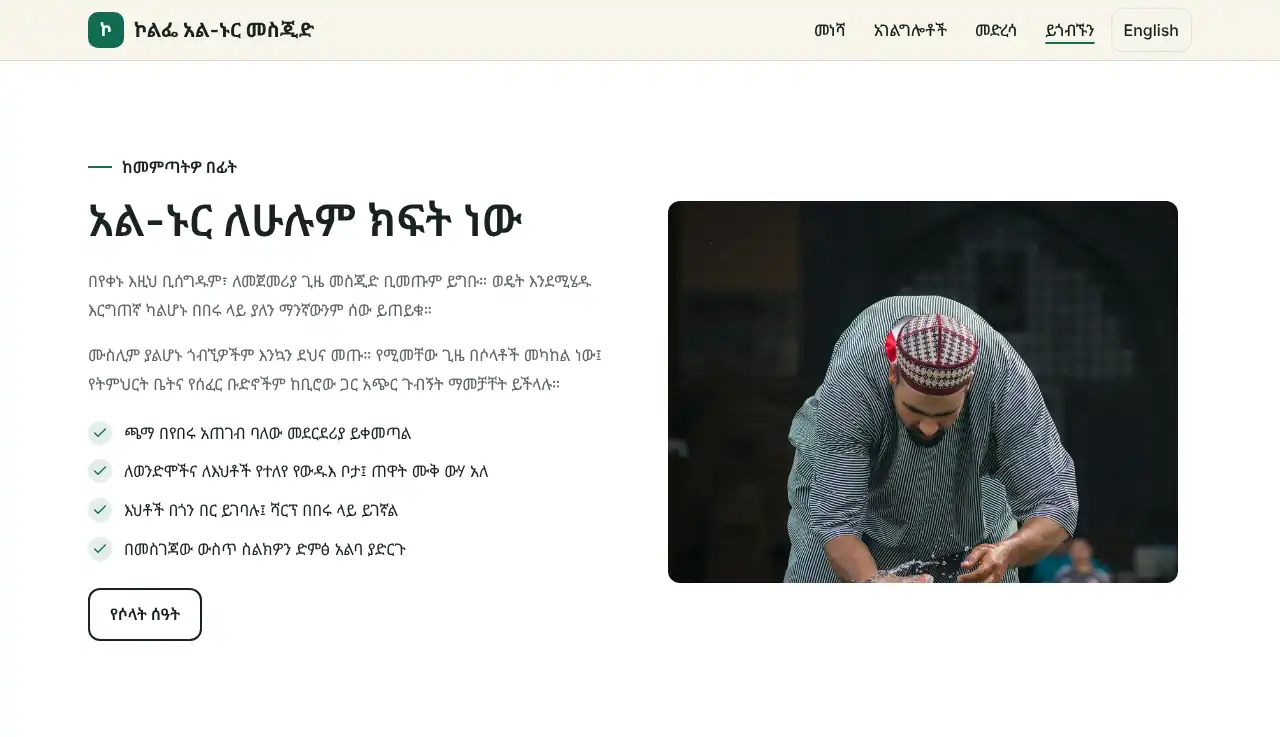 ኮ ኮልፌ አል-ኑር መስጂድ
መነሻ አገልግሎቶች መድረሳ ይጎብኙን English
ከመምጣትዎ በፊት
አል-ኑር ለሁሉም ክፍት ነው
በየቀኑ እዚህ ቢሰግዱም፣ ለመጀመሪያ ጊዜ መስጂድ ቢመጡም ይግቡ። ወዴት እንደሚሄዱ
እርግጠኛ ካልሆኑ በበሩ ላይ ያለን ማንኛውንም ሰው ይጠይቁ።
ሙስሊም ያልሆኑ ጎብኚዎችም እንኳን ደህና መጡ። የሚመቸው ጊዜ በሶላቶች መካከል ነው፤
የትምህርት ቤትና የሰፈር ቡድኖችም ከቢሮው ጋር አጭር ጉብኝት ማመቻቸት ይችላሉ።
ጫማ በየበሩ አጠገብ ባለው መደርደሪያ ይቀመጣል
ለወንድሞችና ለእህቶች የተለየ የውዱእ ቦታ፤ ጠዋት ሙቅ ውሃ አለ
እህቶች በጎን በር ይገባሉ፤ ሻርፕ በበሩ ላይ ይገኛል
በመስገጃው ውስጥ ስልክዎን ድምፅ አልባ ያድርጉ
የሶላት ሰዓት